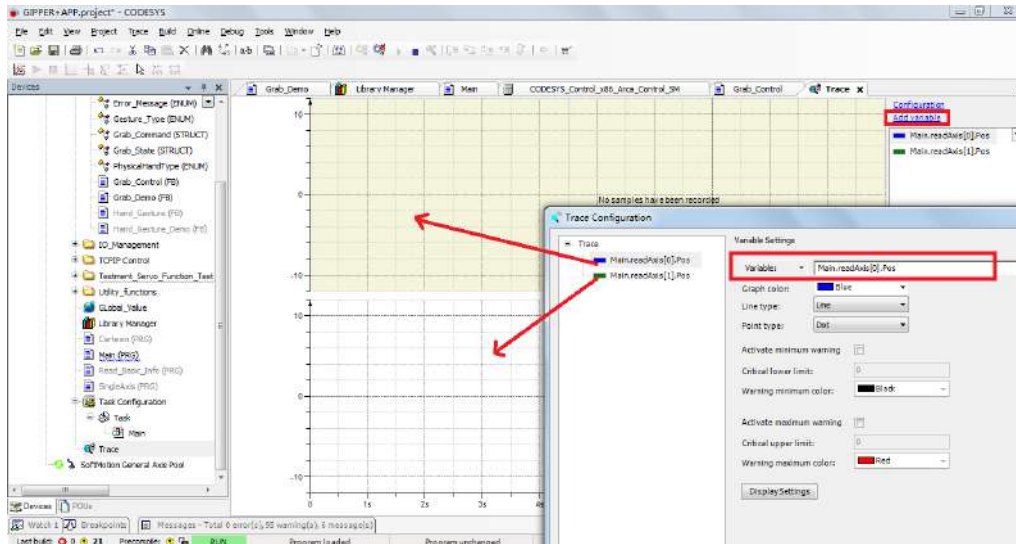 GIPPER+APP.project* - CODESYS
File Edit View Project Trace Build Online Debug Tools Window Help
Devices
Grab_Demo Library Manager Main CODESYS_Control_x86_Arca_Control_SM Grab_Control Trace
Error_Message (ENUM)
Gesture_Type (ENUM)
Grab_Command (STRUCT)
Grab_State (STRUCT)
PhysicalHandType (ENUM)
Grab_Control (FB)
Grab_Demo (FB)
Hand_Gesture (FB)
Hand_Gesture_Demo (FB)
IO_Management
TCPIP Control
Testment_Servo_Function_Test
Utility_functions
GLobal_Value
Library Manager
Cartesan (PRG)
Main (PRG)
Read_Basic_Info (PRG)
SingleAxis (PRG)
Task Configuration
Task
Main
Trace
SoftMotion General Axis Pool
Devices POUs
10
0
-10
10
0
-10
0 1s 2s 3s
No samples have been recorded
Configuration
Add variable
Main.readAxis[0].Pos
Main.readAxis[1].Pos
Trace Configuration
Trace
Main.readAxis[0].Pos
Main.readAxis[1].Pos
Variable Settings
Variable: Main.readAxis[0].Pos
Graph color: Blue
Line type: Line
Point type: Dot
Activate minimum warning
Critical lower limit: 0
Warning minimum color: Black
Activate maximum warning
Critical upper limit: 0
Warning maximum color: Red
Display Settings
Watch 1 Breakpoints Messages - Total 0 error(s), 55 warning(s), 6 message(s)
Last build: 0 21 Precompile: RUN Program loaded Program unchanged